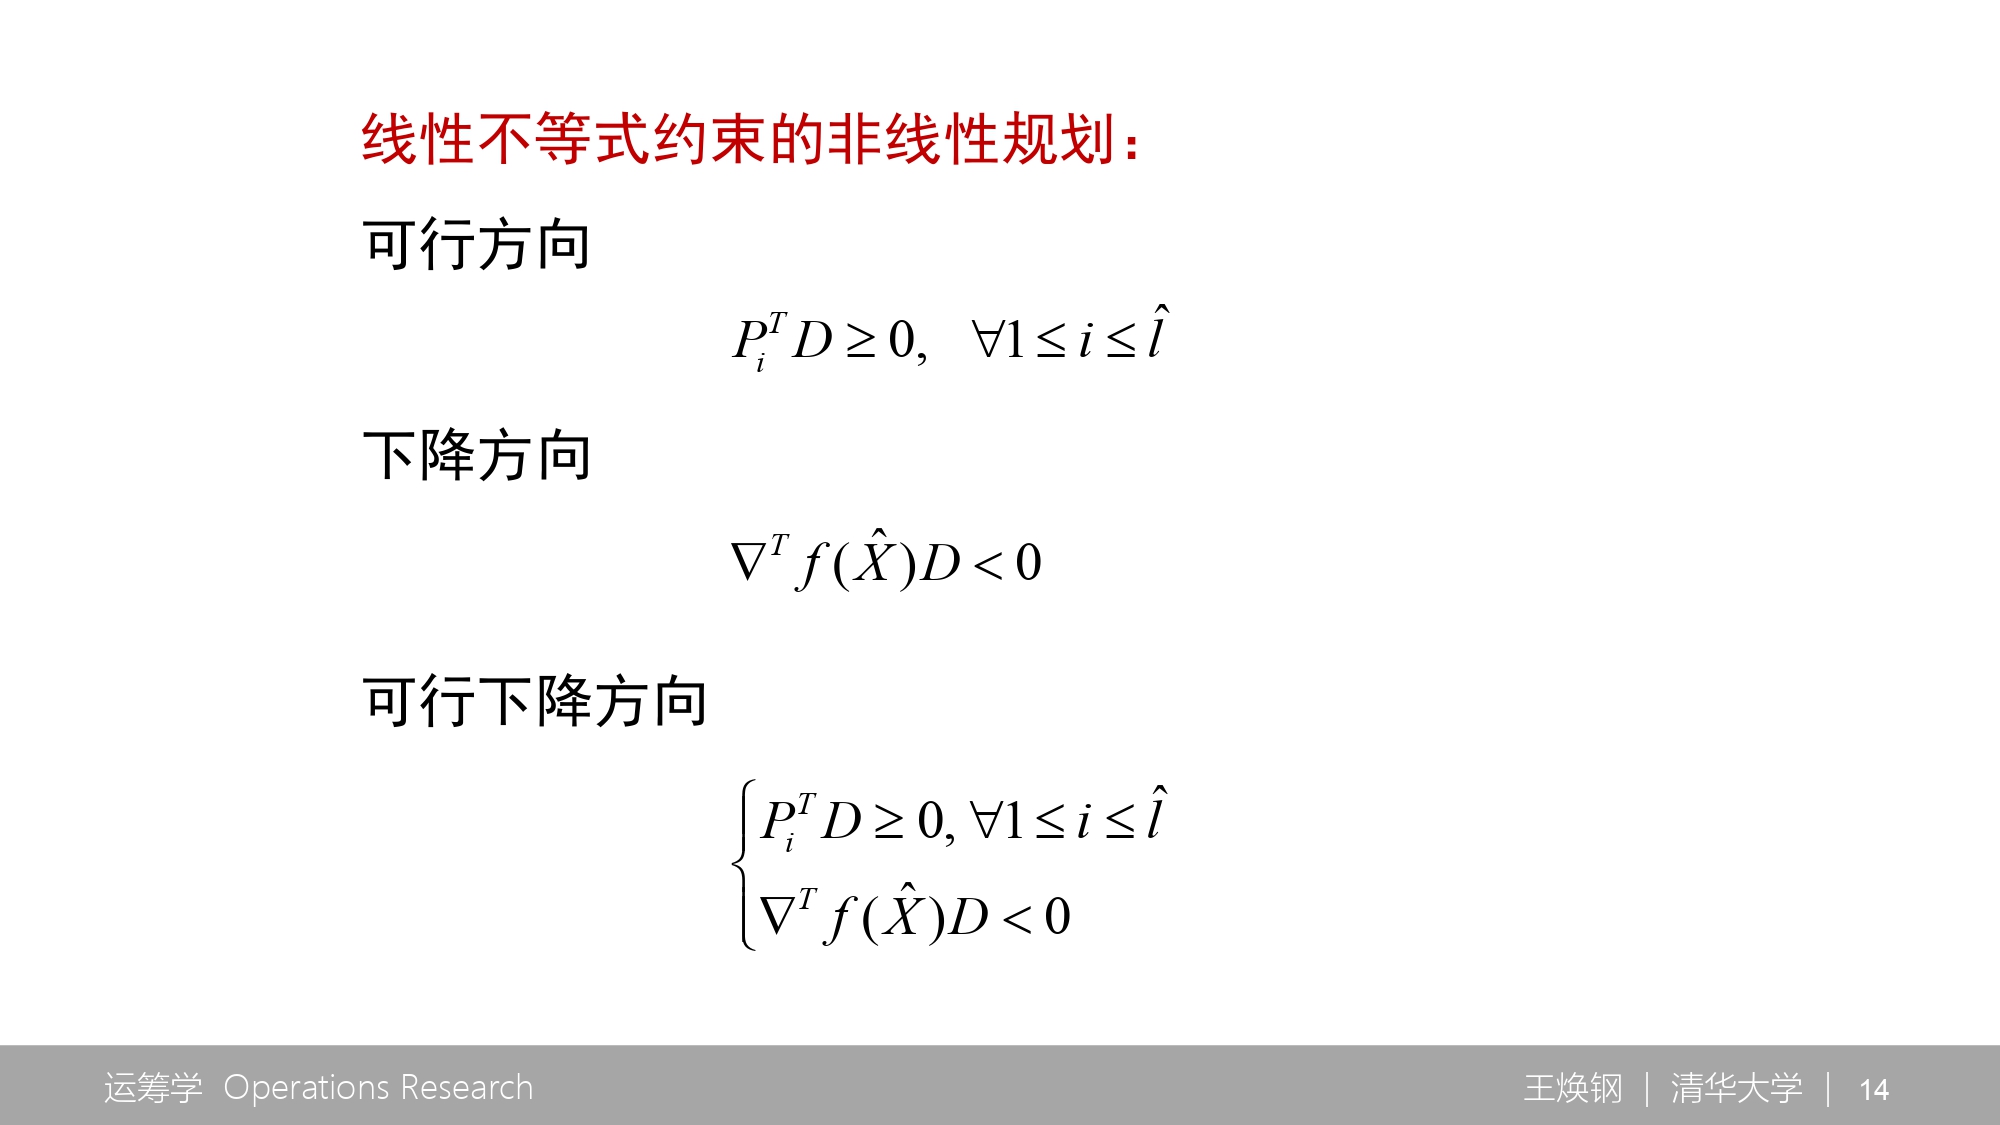 线性不等式约束的非线性规划：
可行方向
$P_i^T D \geq 0, \quad \forall 1 \leq i \leq \hat{l}$
下降方向
$\nabla^T f(\hat{X}) D < 0$
可行下降方向
$\begin{cases} P_i^T D \geq 0, \forall 1 \leq i \leq \hat{l} \\ \nabla^T f(\hat{X}) D < 0 \end{cases}$
运筹学 Operations Research 王焕钢 | 清华大学 | 14